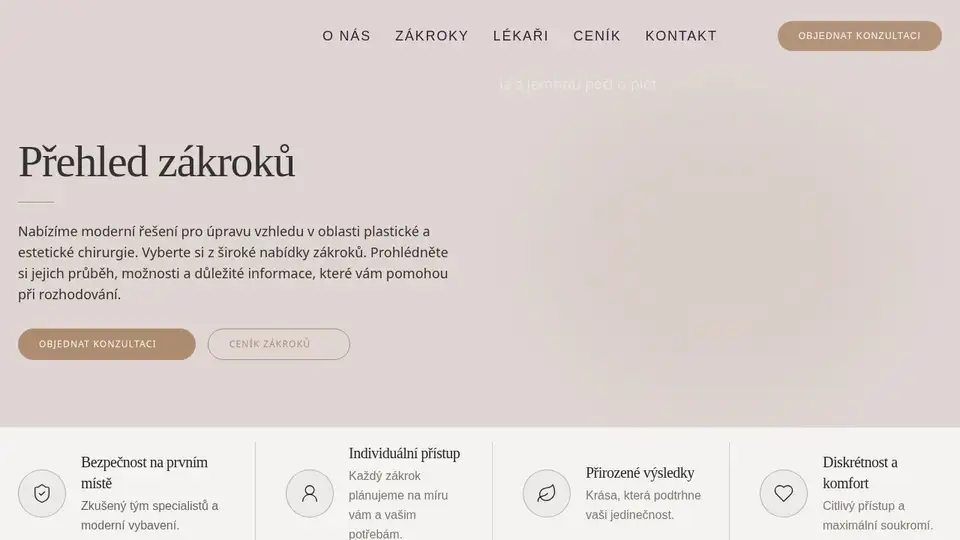 O NÁS ZÁKROKY LÉKAŘI CENÍK KONTAKT OBJEDNAT KONZULTACI
Přehled zákroků
Nabízíme moderní řešení pro úpravu vzhledu v oblasti plastické a
estetické chirurgie. Vyberte si z široké nabídky zákroků. Prohlédněte
si jejich průběh, možnosti a důležité informace, které vám pomohou
při rozhodování.
OBJEDNAT KONZULTACI CENÍK ZÁKROKŮ
Bezpečnost na prvním
místě
Zkušený tým specialistů a
moderní vybavení.
Individuální přístup
Každý zákrok
plánujeme na míru
vám a vašim
potřebám.
Přirozené výsledky
Krása, která podtrhne
vaši jedinečnost.
Diskrétnost a
komfort
Citlivý přístup a
maximální soukromí.